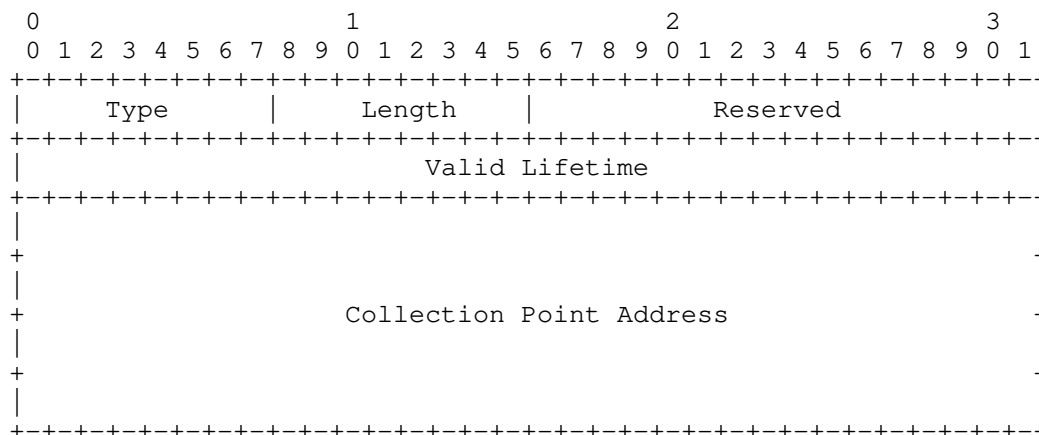 0                   1                   2                   3
0 1 2 3 4 5 6 7 8 9 0 1 2 3 4 5 6 7 8 9 0 1 2 3 4 5 6 7 8 9 0 1
+-+-+-+-+-+-+-+-+-+-+-+-+-+-+-+-+-+-+-+-+-+-+-+-+-+-+-+-+-+-+-+-
|     Type      |     Length    |           Reserved
+-+-+-+-+-+-+-+-+-+-+-+-+-+-+-+-+-+-+-+-+-+-+-+-+-+-+-+-+-+-+-+-
|                         Valid Lifetime
+-+-+-+-+-+-+-+-+-+-+-+-+-+-+-+-+-+-+-+-+-+-+-+-+-+-+-+-+-+-+-+-
|
+                                                               -
|
+                    Collection Point Address                   -
|
+                                                               -
|
+-+-+-+-+-+-+-+-+-+-+-+-+-+-+-+-+-+-+-+-+-+-+-+-+-+-+-+-+-+-+-+-